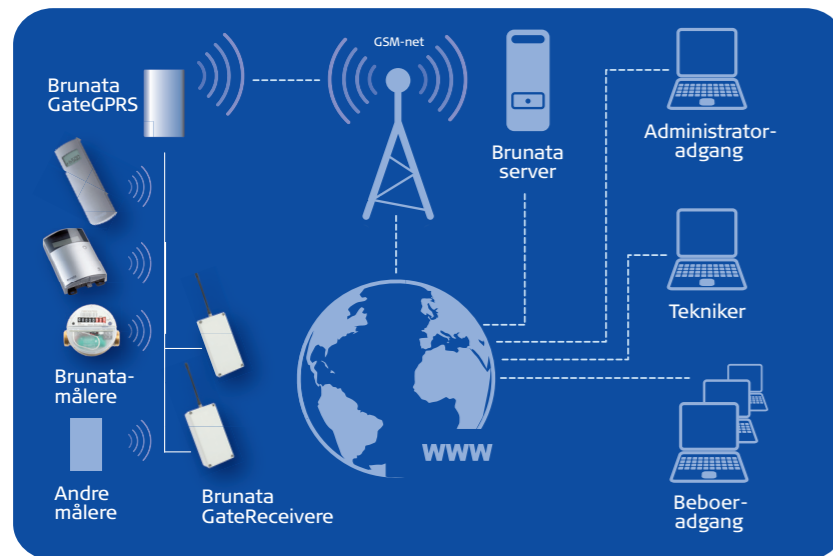 GSM-net
Brunata
GateGPRS
Brunata
server
Administrator-
adgang
Tekniker
Brunata-
målere
Andre
målere
Brunata
GateReceivere
www
Beboer-
adgang